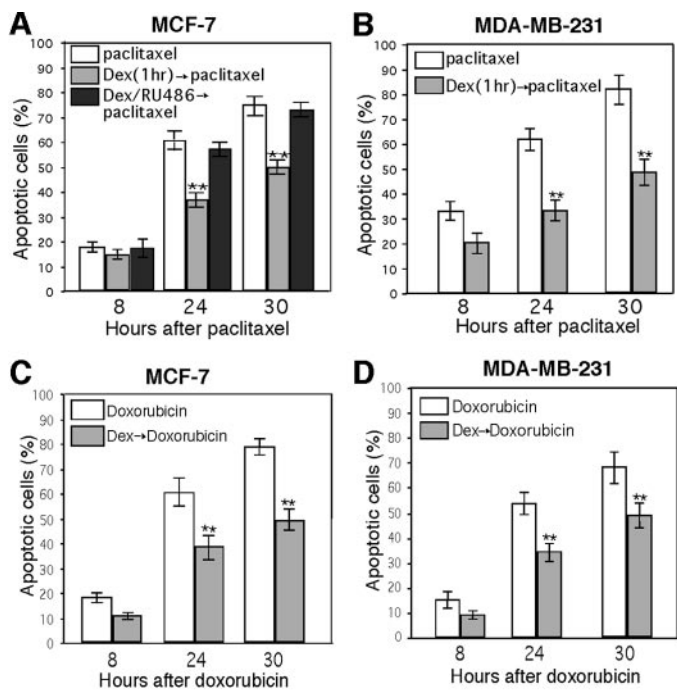 A
MCF-7
100
90
80
70
60
50
40
30
20
10
0
Apoptotic cells (%)
paclitaxel
Dex(1hr)→paclitaxel
Dex/RU486→
paclitaxel
**
**
8 24 30
Hours after paclitaxel
B
MDA-MB-231
100
90
80
70
60
50
40
30
20
10
0
Apoptotic cells (%)
paclitaxel
Dex(1hr)→paclitaxel
**
**
8 24 30
Hours after paclitaxel
C
MCF-7
100
90
80
70
60
50
40
30
20
10
0
Apoptotic cells (%)
Doxorubicin
Dex→Doxorubicin
**
**
8 24 30
Hours after doxorubicin
D
MDA-MB-231
100
90
80
70
60
50
40
30
20
10
0
Apoptotic cells (%)
Doxorubicin
Dex→Doxorubicin
**
**
8 24 30
Hours after doxorubicin